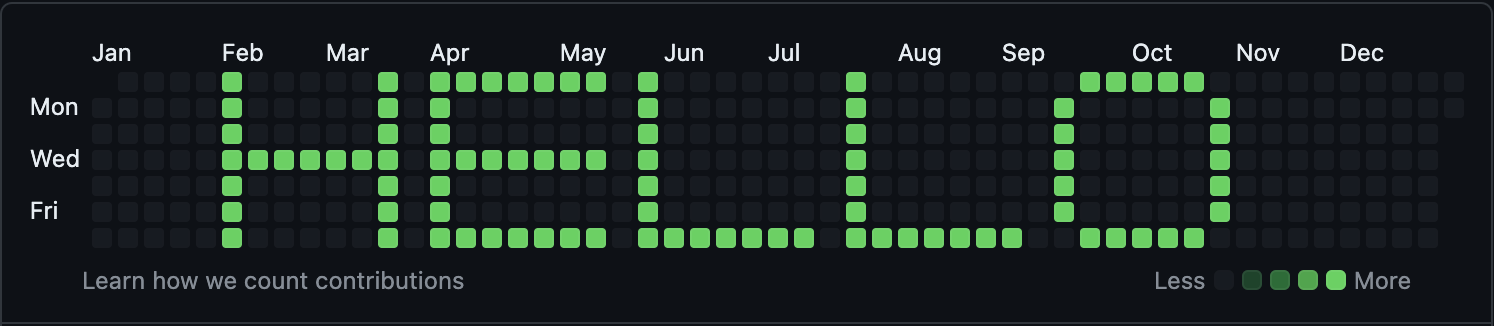 Jan Feb Mar Apr May Jun Jul Aug Sep Oct Nov Dec
HELLO
Mon
Wed
Fri
Learn how we count contributions Less More